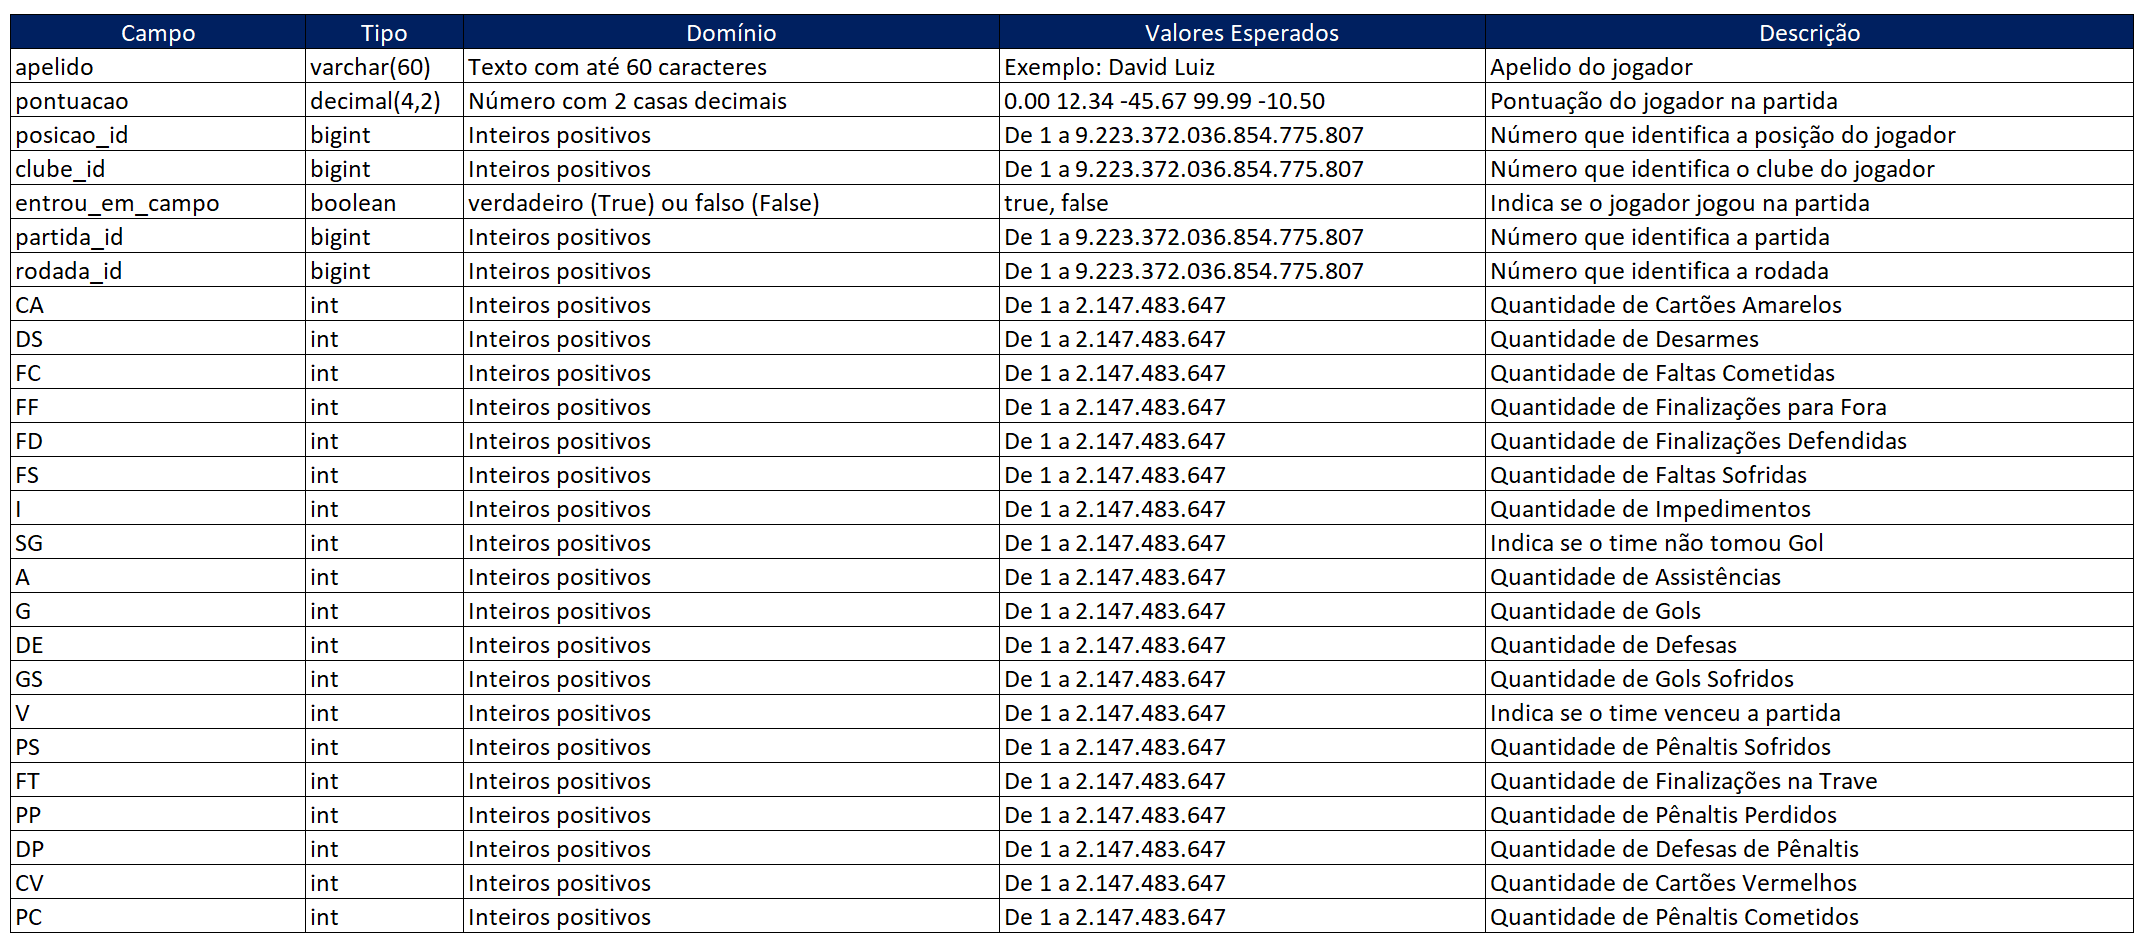 Campo Tipo Domínio Valores Esperados Descrição
apelido varchar(60) Texto com até 60 caracteres Exemplo: David Luiz Apelido do jogador
pontuacao decimal(4,2) Número com 2 casas decimais 0.00 12.34 -45.67 99.99 -10.50 Pontuação do jogador na partida
posicao_id bigint Inteiros positivos De 1 a 9.223.372.036.854.775.807 Número que identifica a posição do jogador
clube_id bigint Inteiros positivos De 1 a 9.223.372.036.854.775.807 Número que identifica o clube do jogador
entrou_em_campo boolean verdadeiro (True) ou falso (False) true, false Indica se o jogador jogou na partida
partida_id bigint Inteiros positivos De 1 a 9.223.372.036.854.775.807 Número que identifica a partida
rodada_id bigint Inteiros positivos De 1 a 9.223.372.036.854.775.807 Número que identifica a rodada
CA int Inteiros positivos De 1 a 2.147.483.647 Quantidade de Cartões Amarelos
DS int Inteiros positivos De 1 a 2.147.483.647 Quantidade de Desarmes
FC int Inteiros positivos De 1 a 2.147.483.647 Quantidade de Faltas Cometidas
FF int Inteiros positivos De 1 a 2.147.483.647 Quantidade de Finalizações para Fora
FD int Inteiros positivos De 1 a 2.147.483.647 Quantidade de Finalizações Defendidas
FS int Inteiros positivos De 1 a 2.147.483.647 Quantidade de Faltas Sofridas
I int Inteiros positivos De 1 a 2.147.483.647 Quantidade de Impedimentos
SG int Inteiros positivos De 1 a 2.147.483.647 Indica se o time não tomou Gol
A int Inteiros positivos De 1 a 2.147.483.647 Quantidade de Assistências
G int Inteiros positivos De 1 a 2.147.483.647 Quantidade de Gols
DE int Inteiros positivos De 1 a 2.147.483.647 Quantidade de Defesas
GS int Inteiros positivos De 1 a 2.147.483.647 Quantidade de Gols Sofridos
V int Inteiros positivos De 1 a 2.147.483.647 Indica se o time venceu a partida
PS int Inteiros positivos De 1 a 2.147.483.647 Quantidade de Pênaltis Sofridos
FT int Inteiros positivos De 1 a 2.147.483.647 Quantidade de Finalizações na Trave
PP int Inteiros positivos De 1 a 2.147.483.647 Quantidade de Pênaltis Perdidos
DP int Inteiros positivos De 1 a 2.147.483.647 Quantidade de Defesas de Pênaltis
CV int Inteiros positivos De 1 a 2.147.483.647 Quantidade de Cartões Vermelhos
PC int Inteiros positivos De 1 a 2.147.483.647 Quantidade de Pênaltis Cometidos